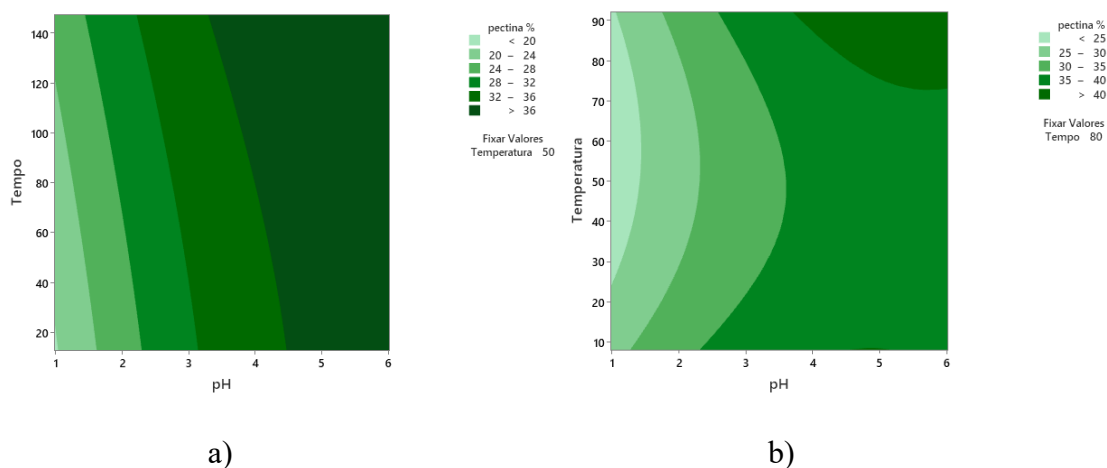 pectina %
< 20
20 – 24
24 – 28
28 – 32
32 – 36
> 36
Fixar Valores
Temperatura 50
Tempo
140
120
100
80
60
40
20
1 2 3 4 5 6
pH
a)
pectina %
< 25
25 – 30
30 – 35
35 – 40
> 40
Fixar Valores
Tempo 80
Temperatura
90
80
70
60
50
40
30
20
10
1 2 3 4 5 6
pH
b)